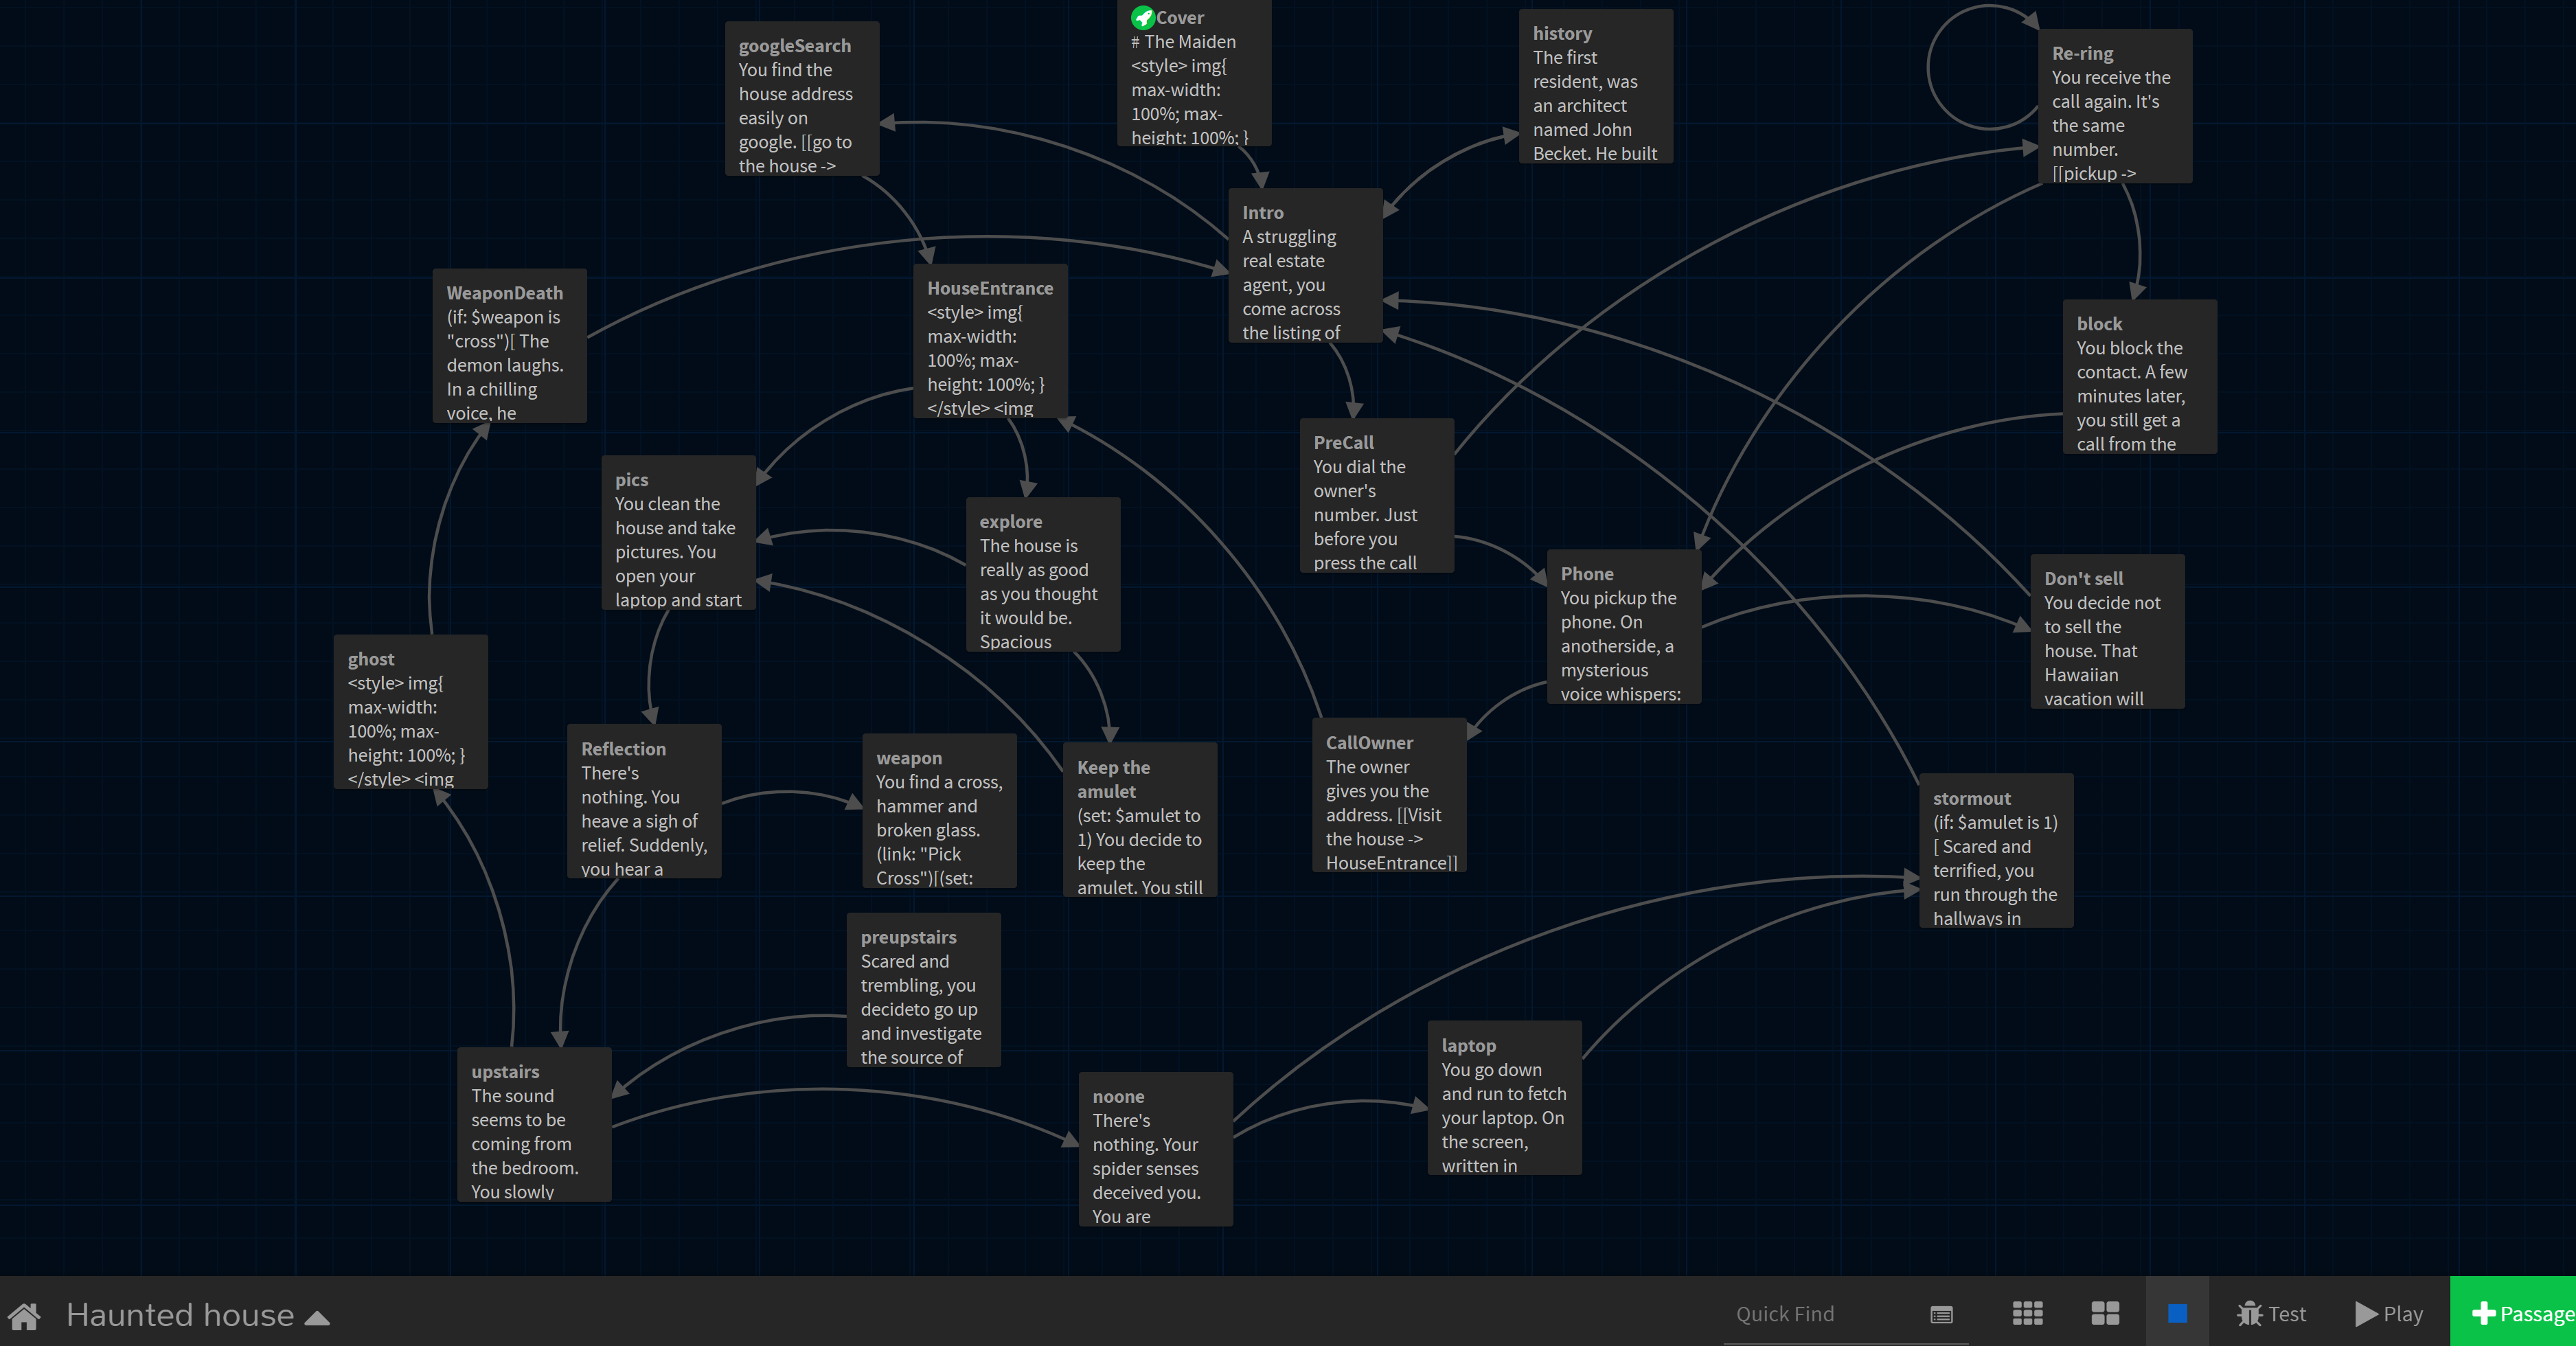 googleSearch
You find the
house address
easily on
google. [[go to
the house ->
Cover
# The Maiden
<style> img{
max-width:
100%; max-
height: 100%; }
history
The first
resident, was
an architect
named John
Becket. He built
Re-ring
You receive the
call again. It's
the same
number.
[[pickup ->
Intro
A struggling
real estate
agent, you
come across
the listing of
WeaponDeath
(if: $weapon is
"cross")[ The
demon laughs.
In a chilling
voice, he
HouseEntrance
<style> img{
max-width:
100%; max-
height: 100%; }
</style> <img
block
You block the
contact. A few
minutes later,
you still get a
call from the
PreCall
You dial the
owner's
number. Just
before you
press the call
pics
You clean the
house and take
pictures. You
open your
laptop and start
explore
The house is
really as good
as you thought
it would be.
Spacious
Phone
You pickup the
phone. On
anotherside, a
mysterious
voice whispers:
Don't sell
You decide not
to sell the
house. That
Hawaiian
vacation will
ghost
<style> img{
max-width:
100%; max-
height: 100%; }
</style> <img
Reflection
There's
nothing. You
heave a sigh of
relief. Suddenly,
you hear a
weapon
You find a cross,
hammer and
broken glass.
(link: "Pick
Cross")[(set:
Keep the
amulet
(set: $amulet to
1) You decide to
keep the
amulet. You still
CallOwner
The owner
gives you the
address. [[Visit
the house ->
HouseEntrance]]
stormout
(if: $amulet is 1)
[ Scared and
terrified, you
run through the
hallways in
preupstairs
Scared and
trembling, you
decideto go up
and investigate
the source of
upstairs
The sound
seems to be
coming from
the bedroom.
You slowly
noone
There's
nothing. Your
spider senses
deceived you.
You are
laptop
You go down
and run to fetch
your laptop. On
the screen,
written in
Haunted house
Quick Find
Test
Play
Passage